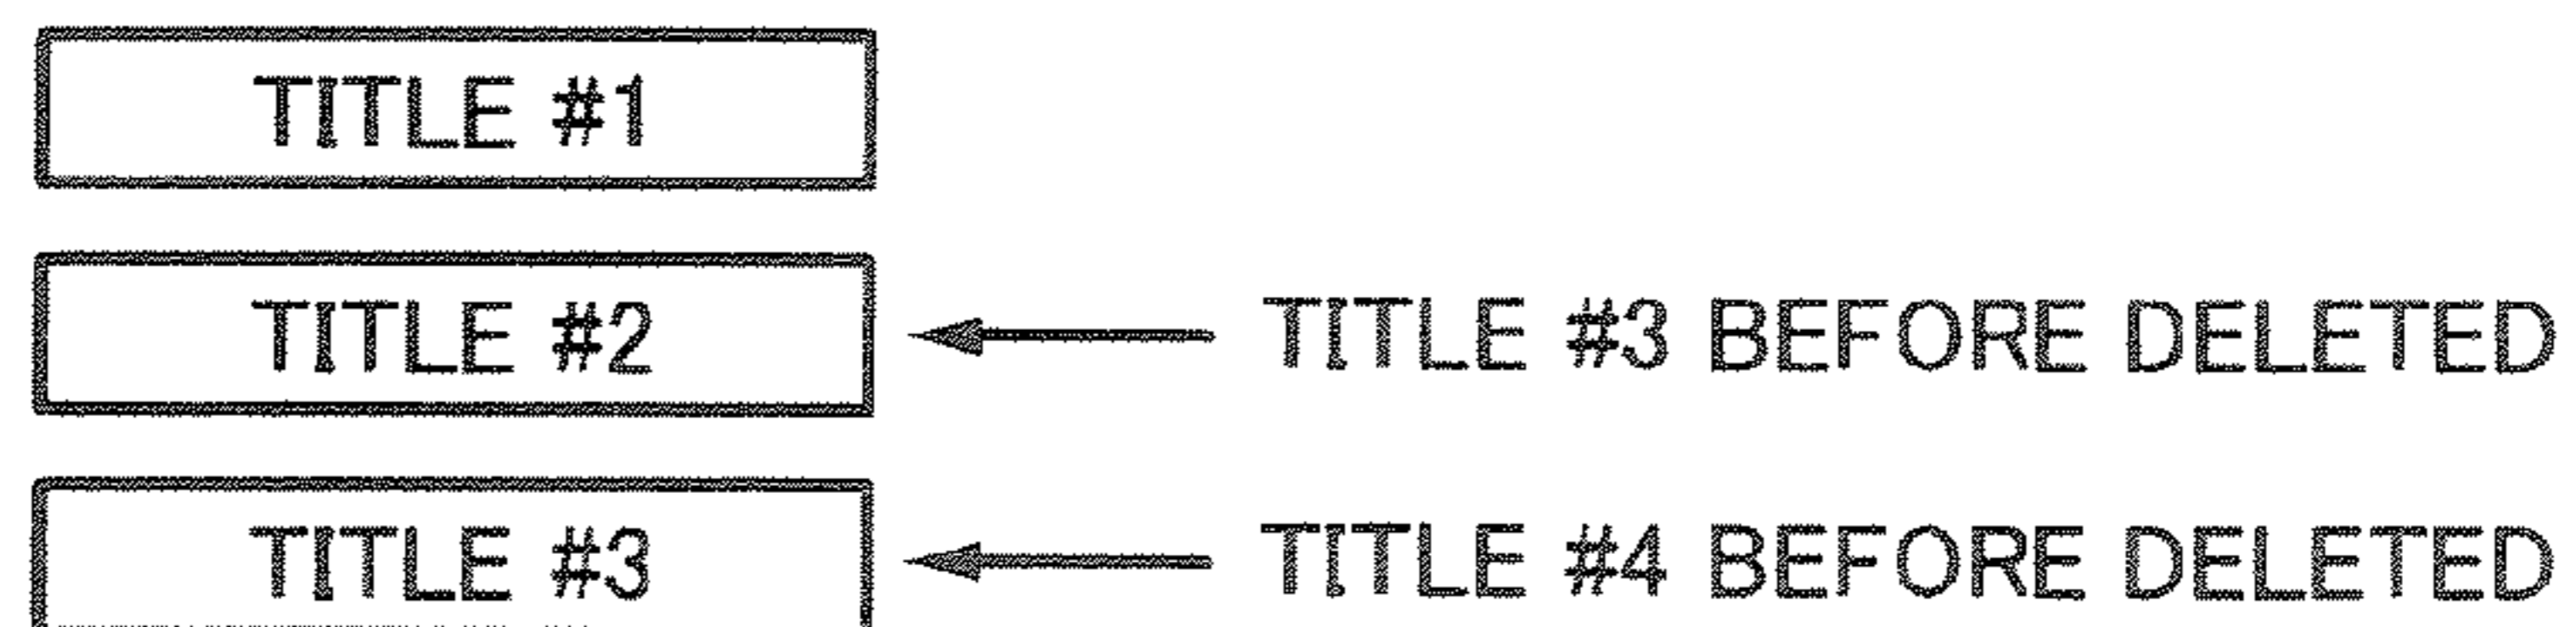 TITLE #1
TITLE #2 TITLE #3 BEFORE DELETED
TITLE #3 TITLE #4 BEFORE DELETED